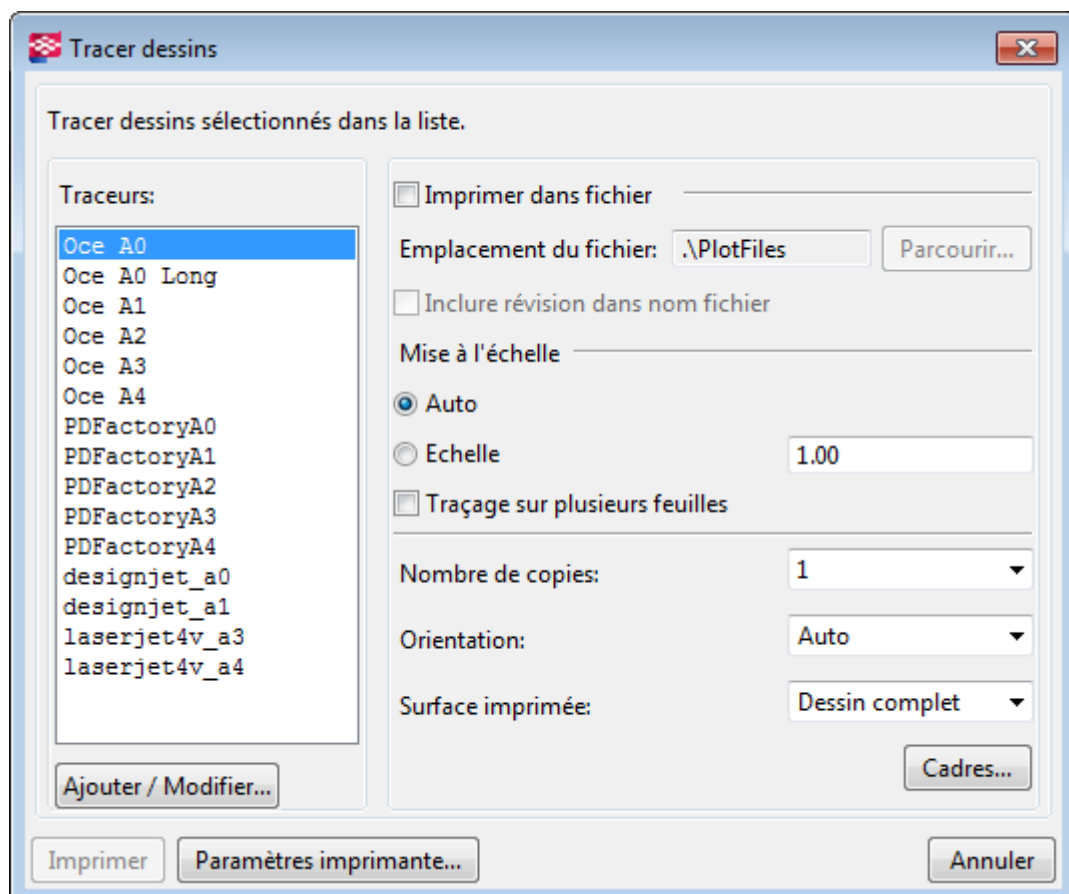 Tracer dessins
Tracer dessins sélectionnés dans la liste.
Traceurs:
Oce A0
Oce A0 Long
Oce A1
Oce A2
Oce A3
Oce A4
PDFactoryA0
PDFactoryA1
PDFactoryA2
PDFactoryA3
PDFactoryA4
designjet_a0
designjet_a1
laserjet4v_a3
laserjet4v_a4
Ajouter / Modifier...
Imprimer dans fichier
Emplacement du fichier: .\PlotFiles Parcourir...
Inclure révision dans nom fichier
Mise à l'échelle
Auto
Echelle 1.00
Traçage sur plusieurs feuilles
Nombre de copies: 1
Orientation: Auto
Surface imprimée: Dessin complet
Cadres...
Imprimer Paramètres imprimante... Annuler